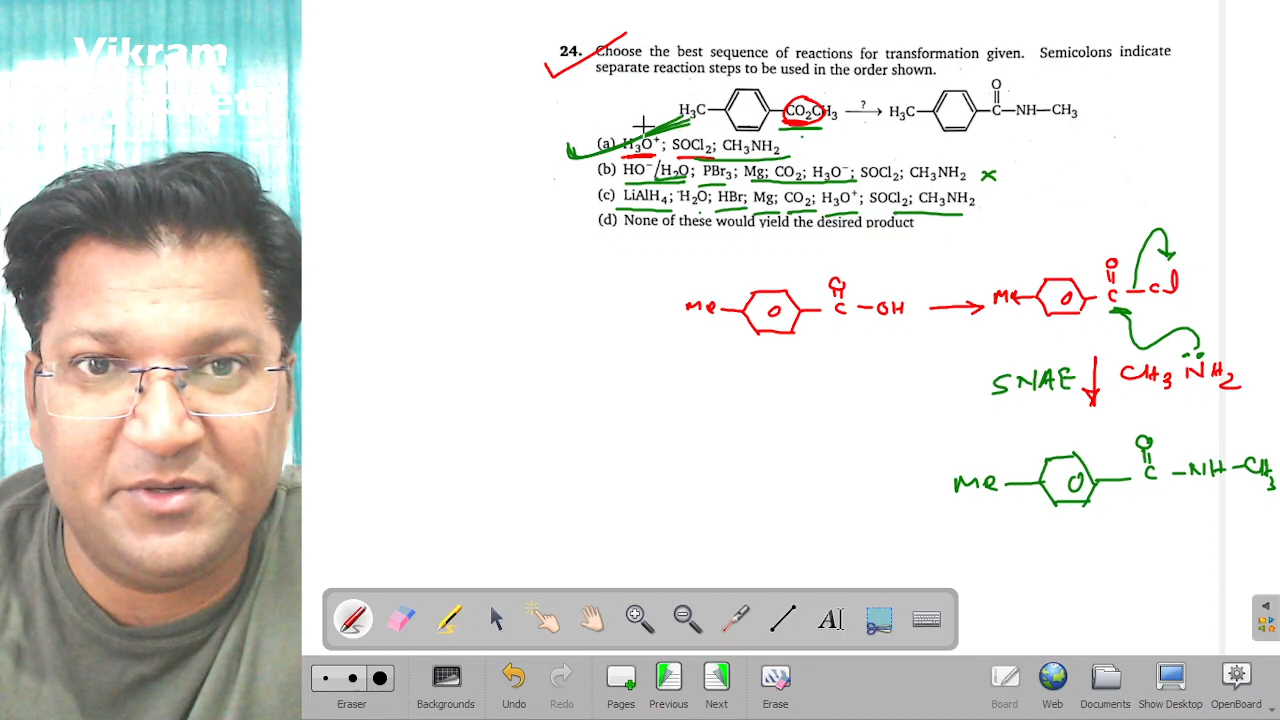 Vikram
24. Choose the best sequence of reactions for transformation given. Semicolons indicate
separate reaction steps to be used in the order shown.
H₃C CO₂CH₃ ? H₃C C O NH CH₃
(a) H₃O⁺; SOCl₂; CH₃NH₂
(b) HO⁻/H₂O; PBr₃; Mg; CO₂; H₃O⁻; SOCl₂; CH₃NH₂ ×
(c) LiAlH₄; H₂O; HBr; Mg; CO₂; H₃O⁺; SOCl₂; CH₃NH₂
(d) None of these would yield the desired product
Me C O OH → Me C O Cl
SNAE CH₃ NH₂
Me C O NH CH₃
Eraser Backgrounds Undo Redo Pages Previous Next Erase Board Web Documents Show Desktop OpenBoard